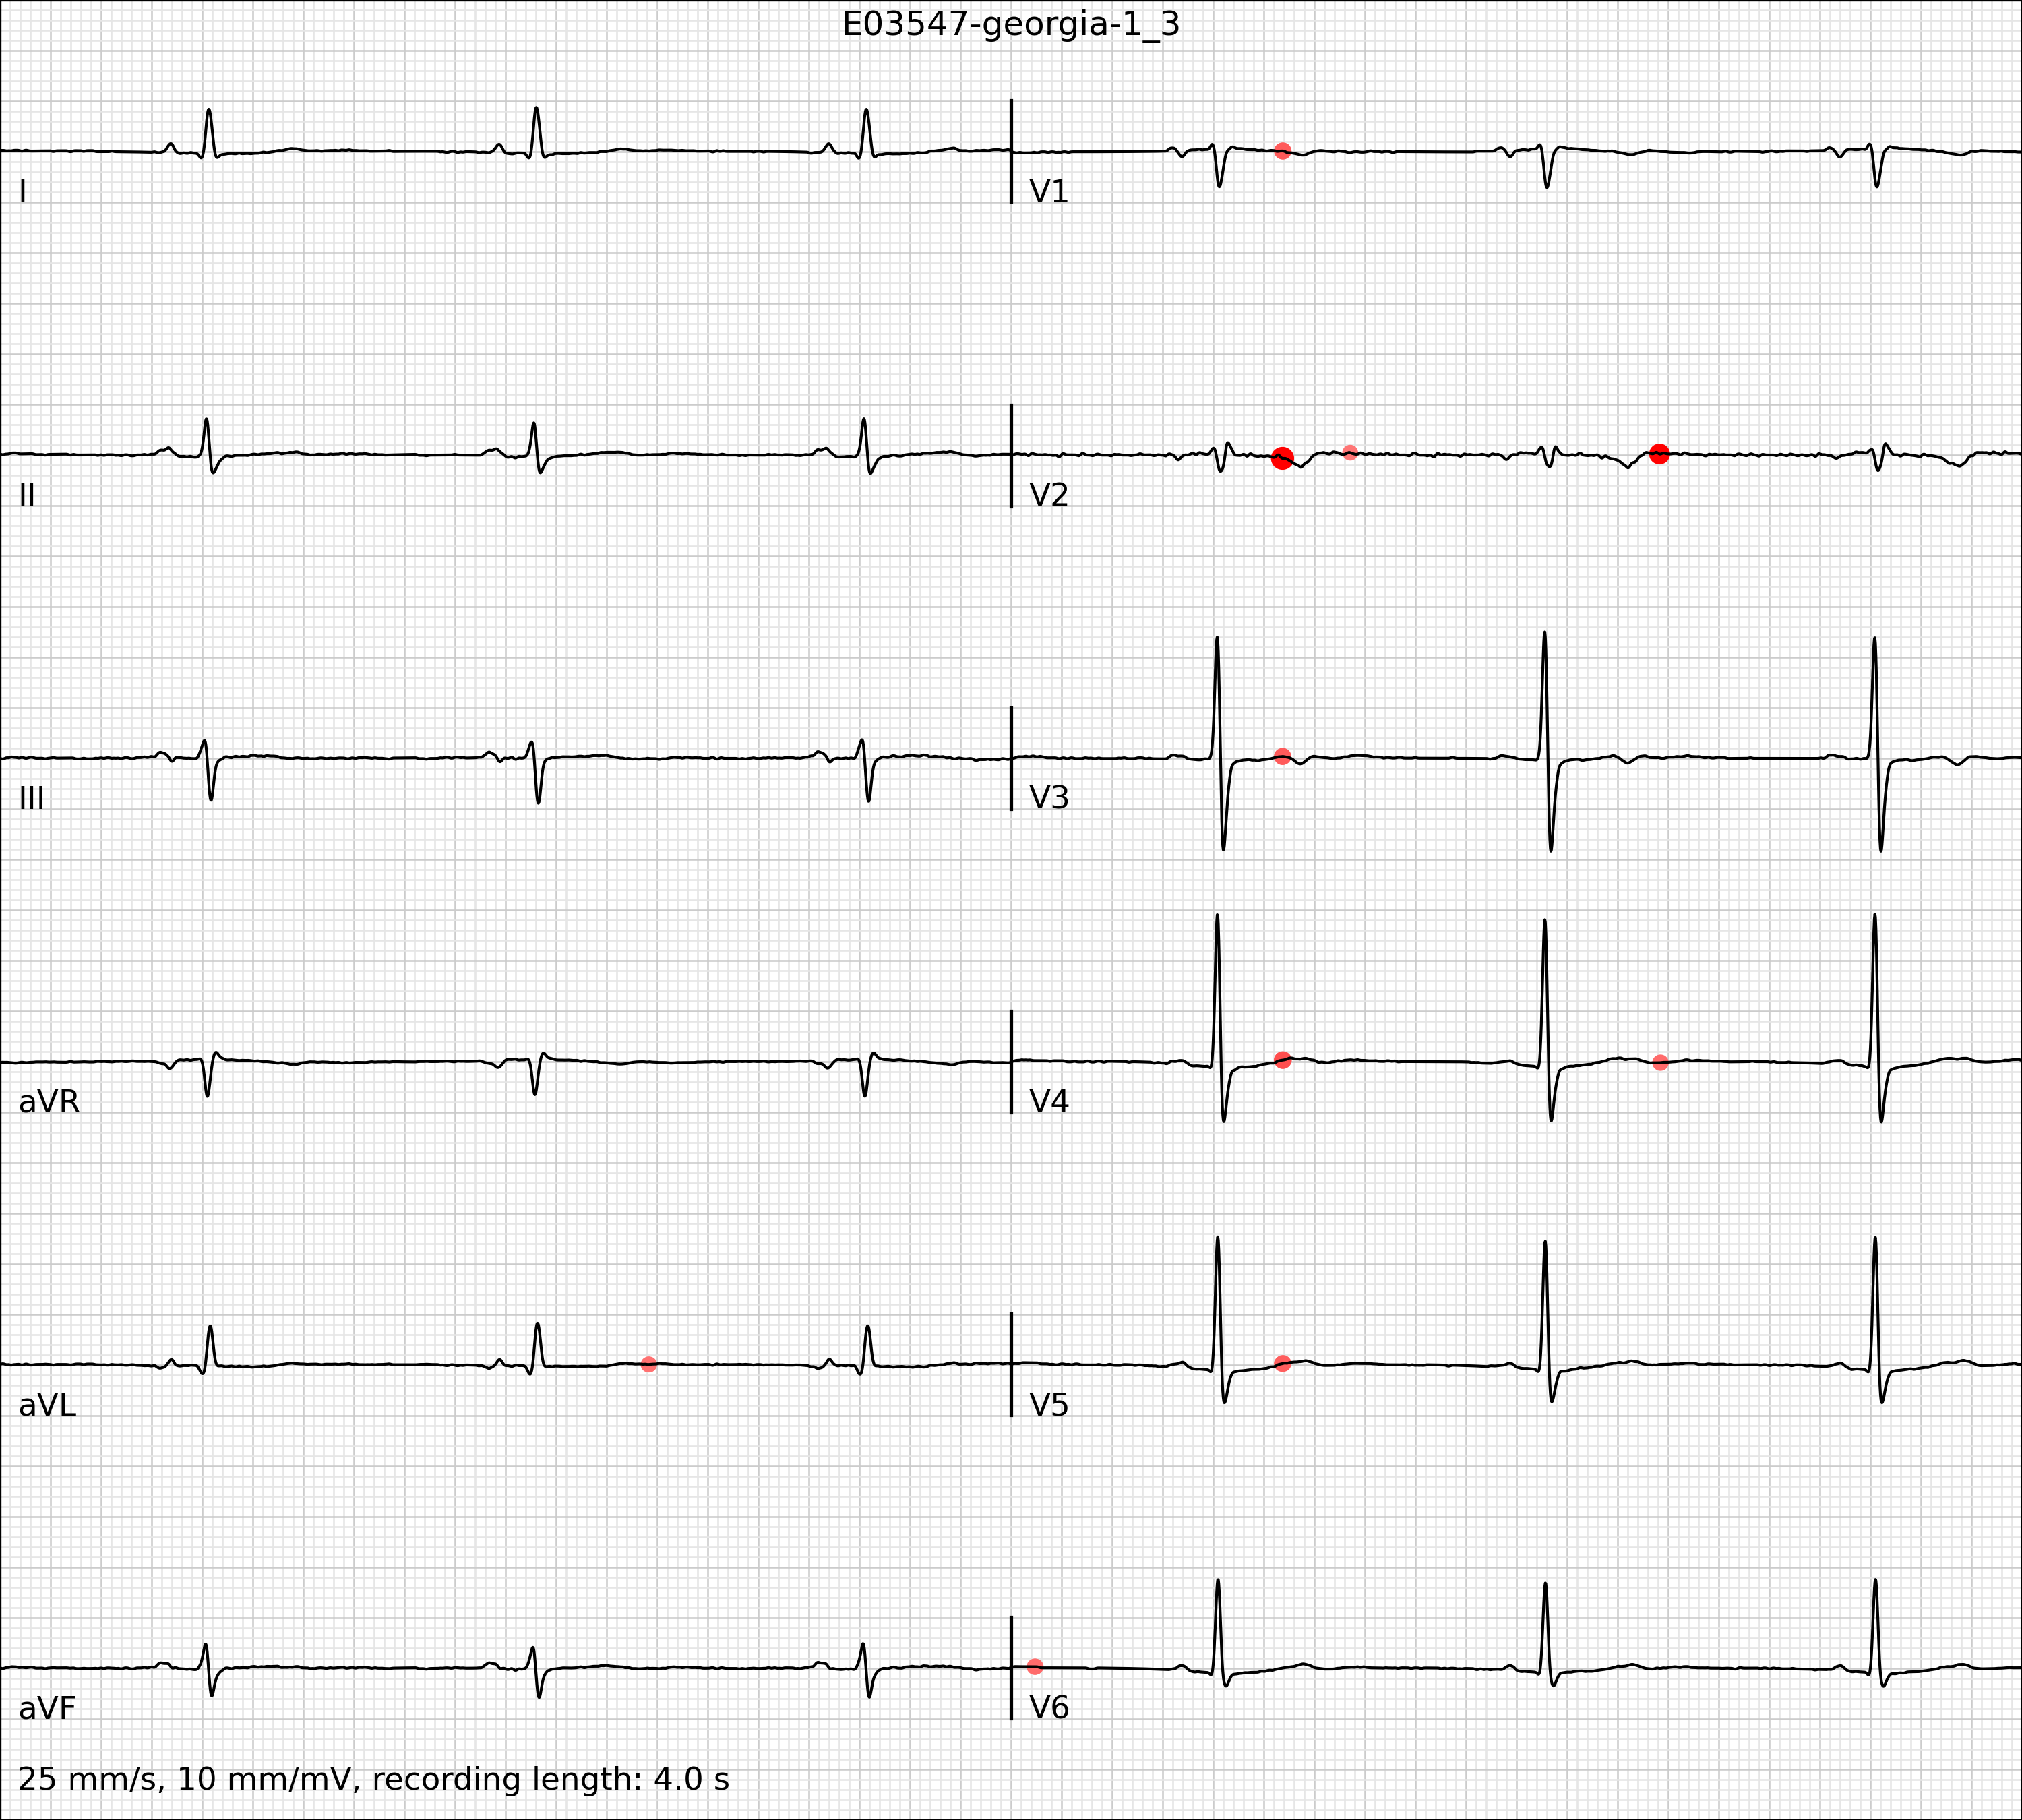 E03547-georgia-1_3
I
V1
II
V2
III
V3
aVR
V4
aVL
V5
aVF
V6
25 mm/s, 10 mm/mV, recording length: 4.0 s